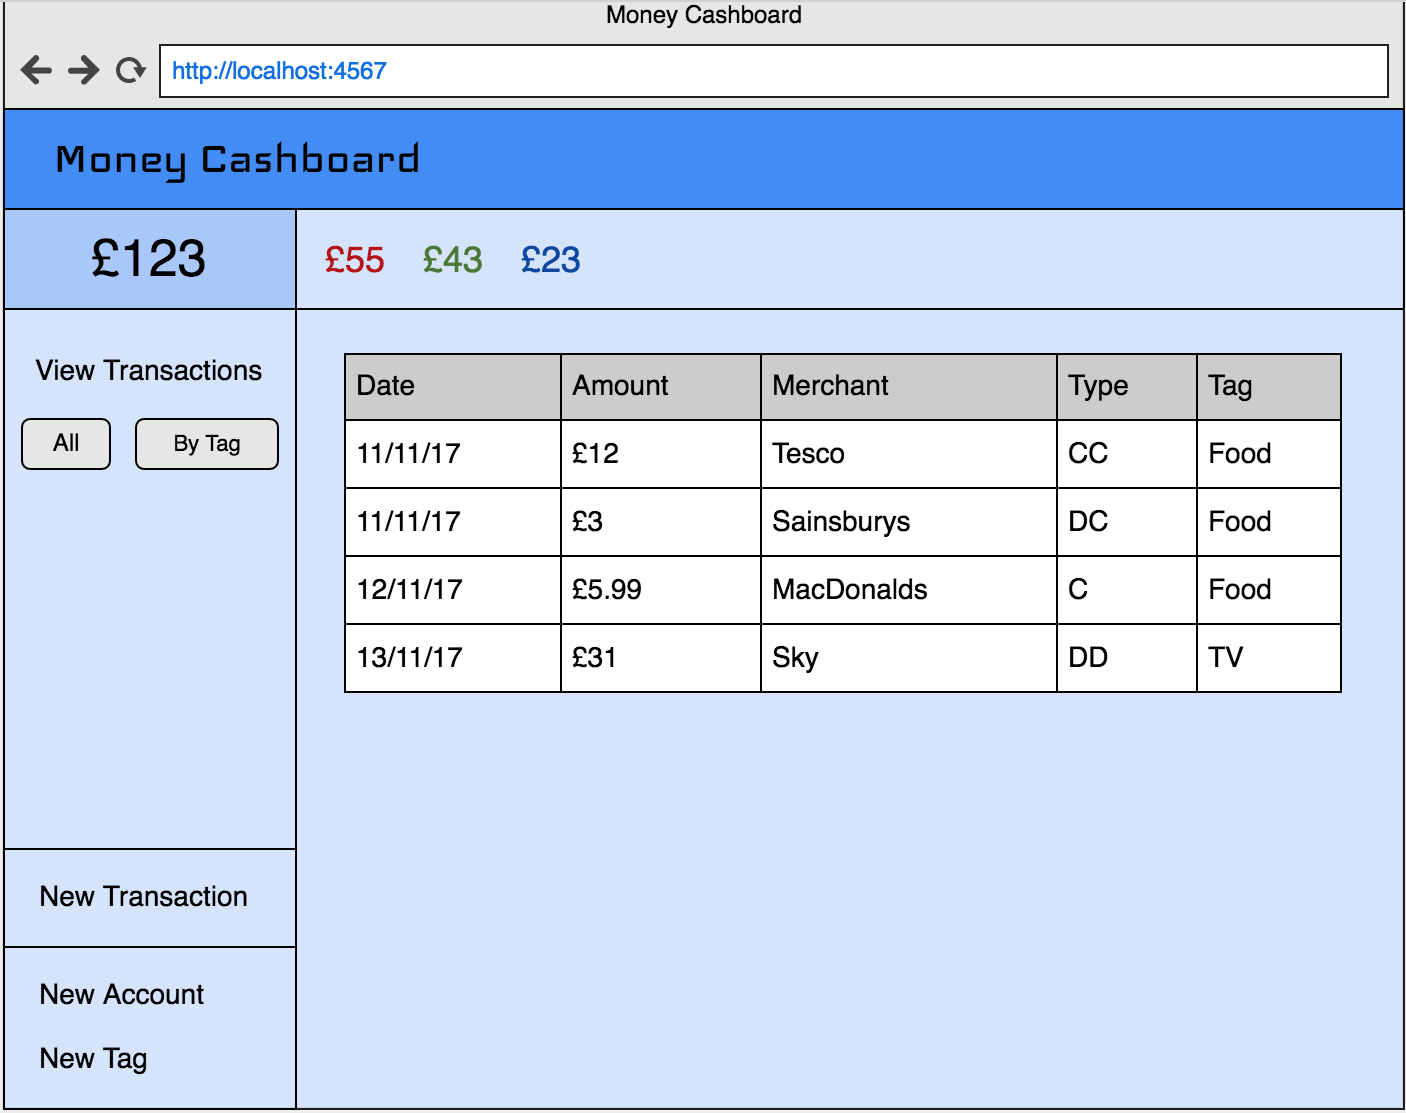 Money Cashboard
http://localhost:4567
Money Cashboard
£123 £55 £43 £23
View Transactions
All By Tag
Date Amount Merchant Type Tag
11/11/17 £12 Tesco CC Food
11/11/17 £3 Sainsburys DC Food
12/11/17 £5.99 MacDonalds C Food
13/11/17 £31 Sky DD TV
New Transaction
New Account
New Tag